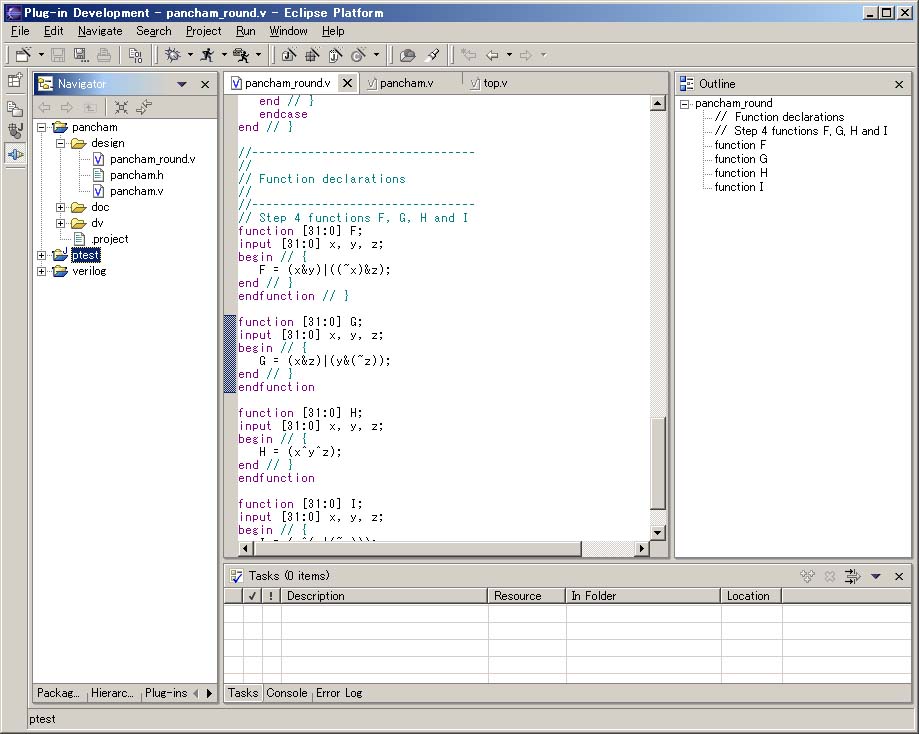 Plug-in Development - pancham_round.v - Eclipse Platform
File Edit Navigate Search Project Run Window Help
Navigator
pancham
design
pancham_round.v
pancham.h
pancham.v
doc
dv
.project
ptest
verilog
Packag... Hierarc... Plug-ins
pancham_round.v pancham.v top.v
end // }
endcase
end // }
//--------------------------------
//
// Function declarations
//
//--------------------------------
// Step 4 functions F, G, H and I
function [31:0] F;
input [31:0] x, y, z;
begin // {
F = (x&y)|((~x)&z);
end // }
endfunction // }
function [31:0] G;
input [31:0] x, y, z;
begin // {
G = (x&z)|(y&(~z));
end // }
endfunction
function [31:0] H;
input [31:0] x, y, z;
begin // {
H = (x^y^z);
end // }
endfunction
function [31:0] I;
input [31:0] x, y, z;
begin // {
Outline
pancham_round
// Function declarations
// Step 4 functions F, G, H and I
function F
function G
function H
function I
Tasks (0 items)
✓ ! Description Resource In Folder Location
Tasks Console Error Log
ptest